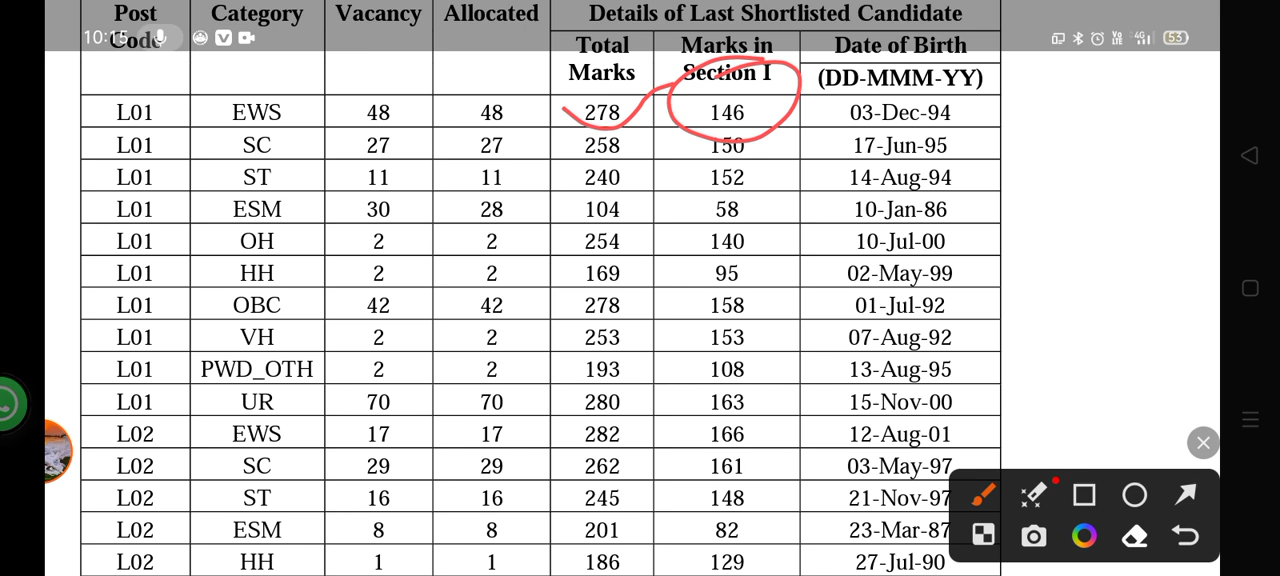 Post Category Vacancy Allocated Details of Last Shortlisted Candidate
10:15 Code 4G 53
Total Marks in Date of Birth
Marks Section I (DD-MMM-YY)
L01 EWS 48 48 278 146 03-Dec-94
L01 SC 27 27 258 150 17-Jun-95
L01 ST 11 11 240 152 14-Aug-94
L01 ESM 30 28 104 58 10-Jan-86
L01 OH 2 2 254 140 10-Jul-00
L01 HH 2 2 169 95 02-May-99
L01 OBC 42 42 278 158 01-Jul-92
L01 VH 2 2 253 153 07-Aug-92
L01 PWD_OTH 2 2 193 108 13-Aug-95
L01 UR 70 70 280 163 15-Nov-00
L02 EWS 17 17 282 166 12-Aug-01
L02 SC 29 29 262 161 03-May-97
L02 ST 16 16 245 148 21-Nov-97
L02 ESM 8 8 201 82 23-Mar-87
L02 HH 1 1 186 129 27-Jul-90